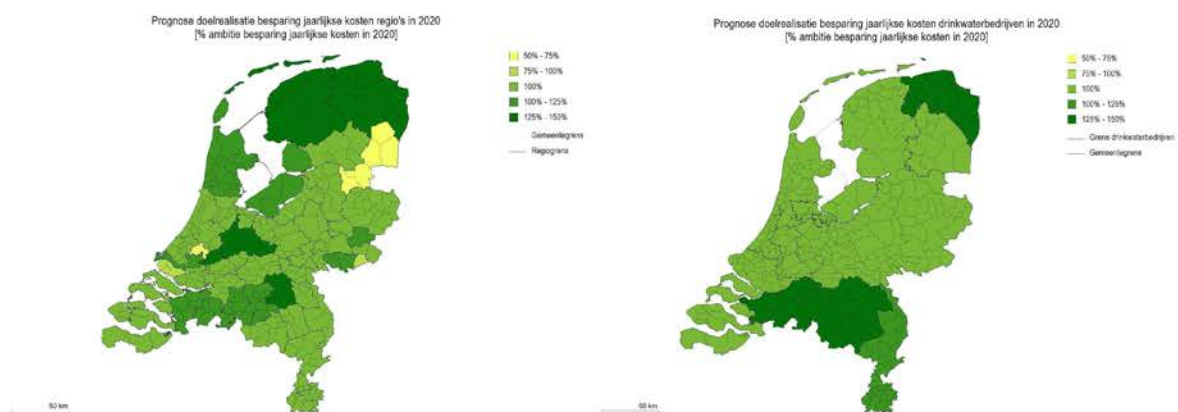 Prognose doelrealisatie besparing jaarlijkse kosten regio's in 2020
[% ambitie besparing jaarlijkse kosten in 2020]
50% - 75%
75% - 100%
100%
100% - 125%
125% - 150%
Gemeentegrens
Regiogrens
50 km
Prognose doelrealisatie besparing jaarlijkse kosten drinkwaterbedrijven in 2020
[% ambitie besparing jaarlijkse kosten in 2020]
50% - 75%
75% - 100%
100%
100% - 125%
125% - 150%
Grens drinkwaterbedrijven
Gemeentegrens
50 km